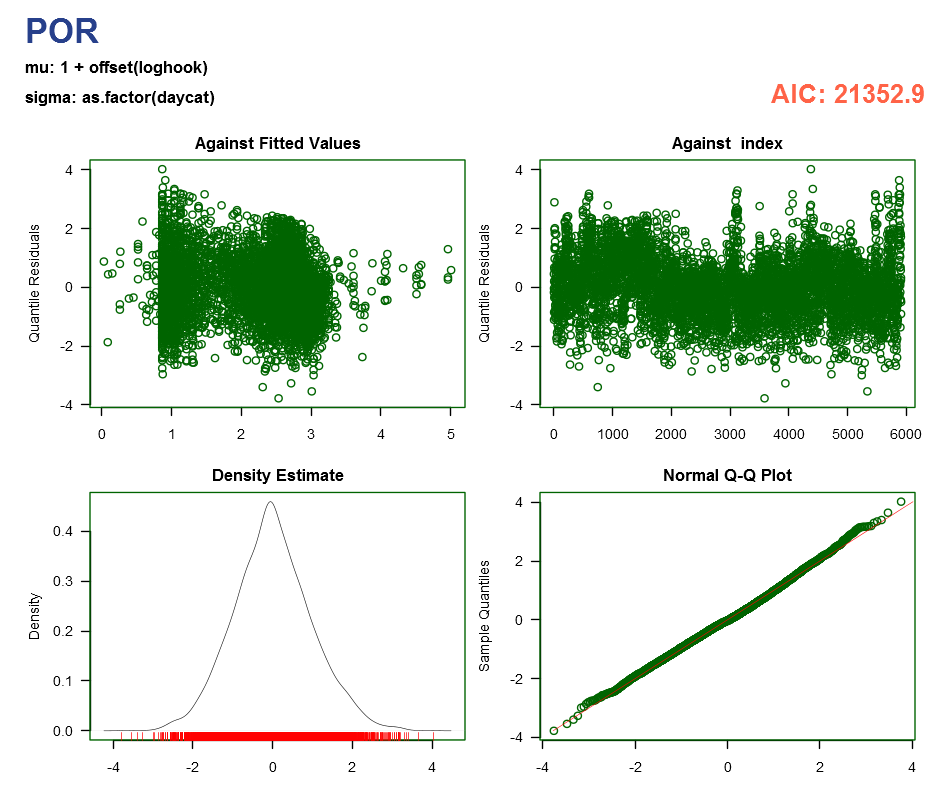 POR
mu: 1 + offset(loghook)
sigma: as.factor(daycat)
AIC: 21352.9
Against Fitted Values
Quantile Residuals
4
2
0
-2
-4
0 1 2 3 4 5
Against  index
Quantile Residuals
4
2
0
-2
-4
0 1000 2000 3000 4000 5000 6000
Density Estimate
Density
0.4
0.3
0.2
0.1
0.0
-4 -2 0 2 4
Normal Q-Q Plot
Sample Quantiles
4
2
0
-2
-4
-4 -2 0 2 4